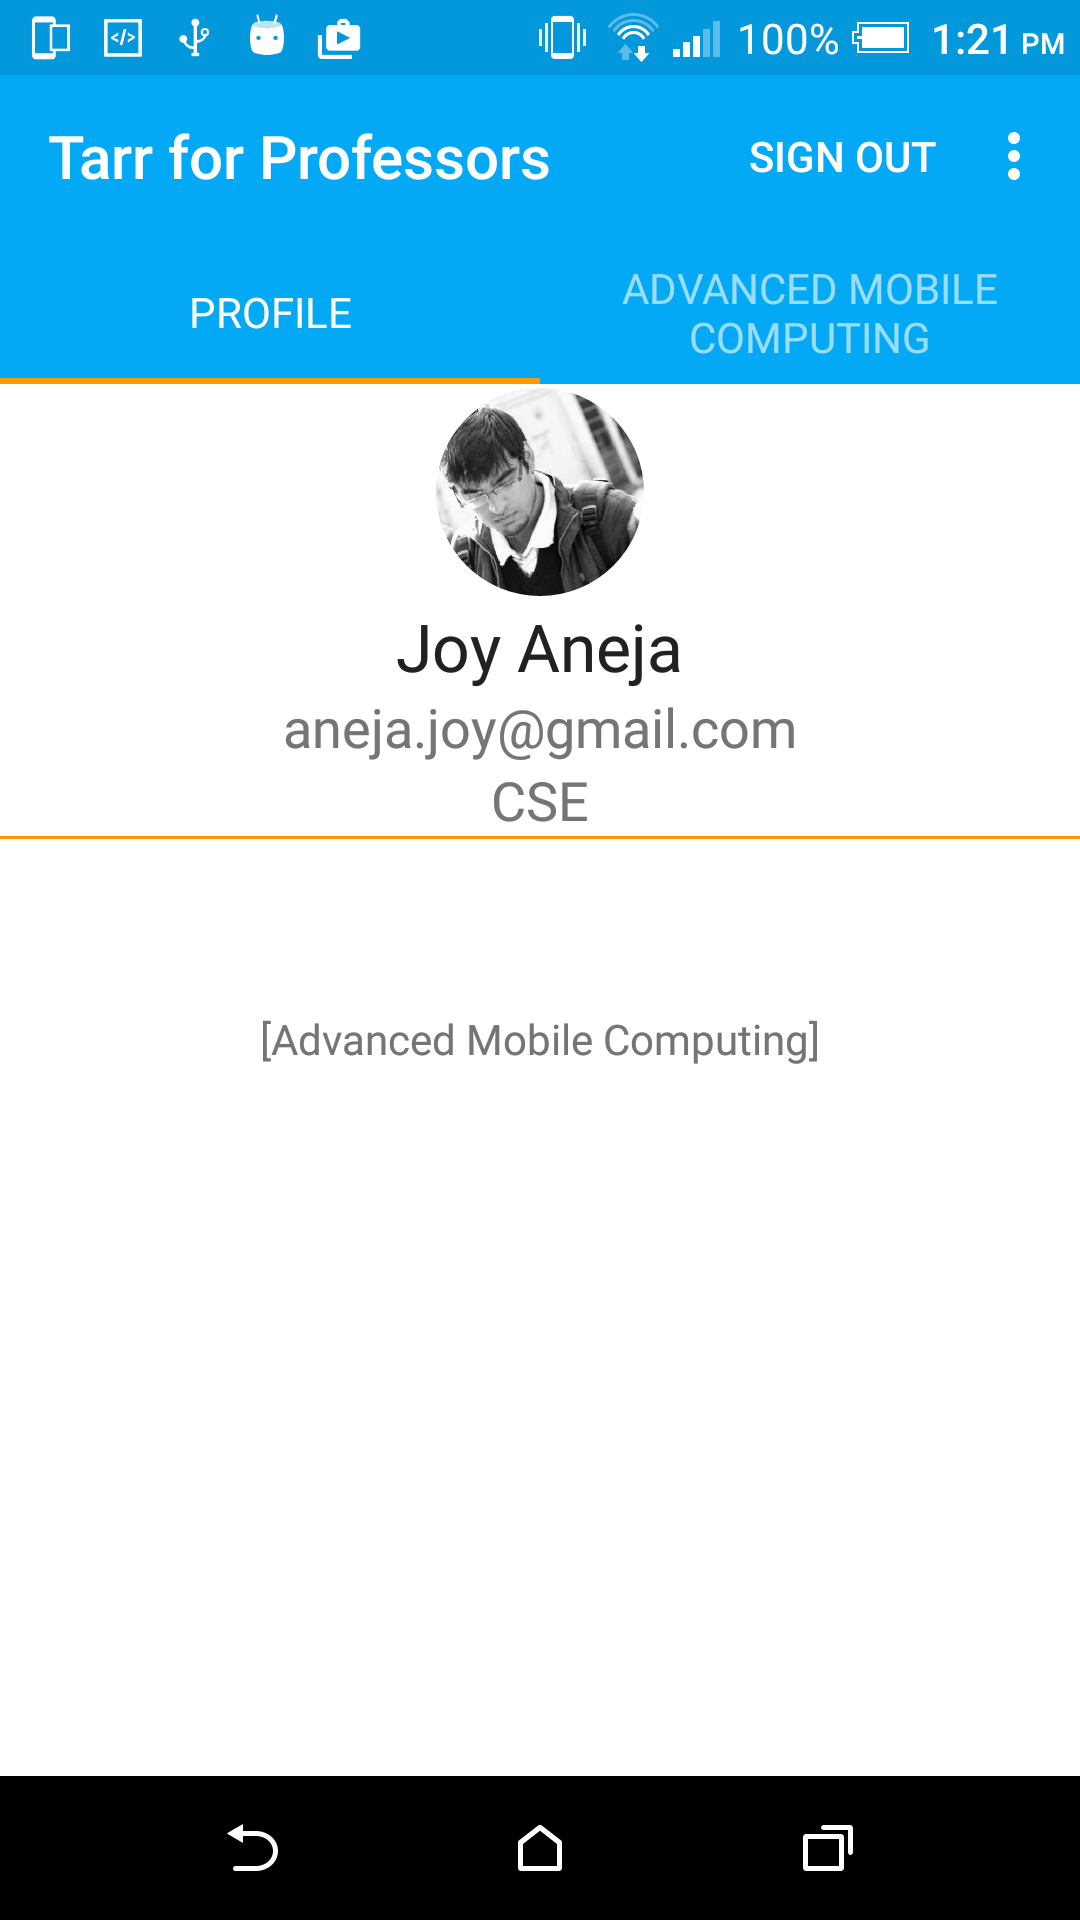 100% 1:21 PM
Tarr for Professors SIGN OUT
PROFILE
ADVANCED MOBILE
COMPUTING
Joy Aneja
aneja.joy@gmail.com
CSE
[Advanced Mobile Computing]